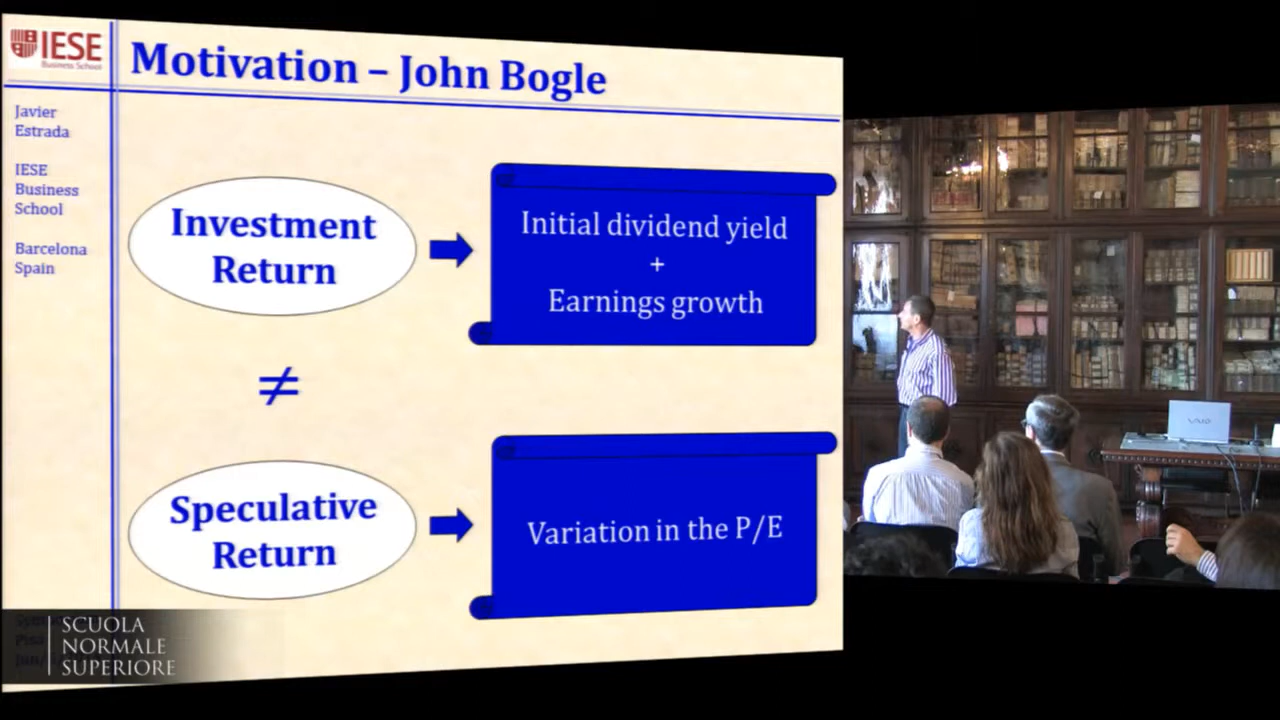 IESE
Business School
Motivation – John Bogle
Javier
Estrada
IESE
Business
School
Barcelona
Spain
Investment
Return
Initial dividend yield
+
Earnings growth
≠
Speculative
Return
Variation in the P/E
SCUOLA
NORMALE
SUPERIORE
VAIO